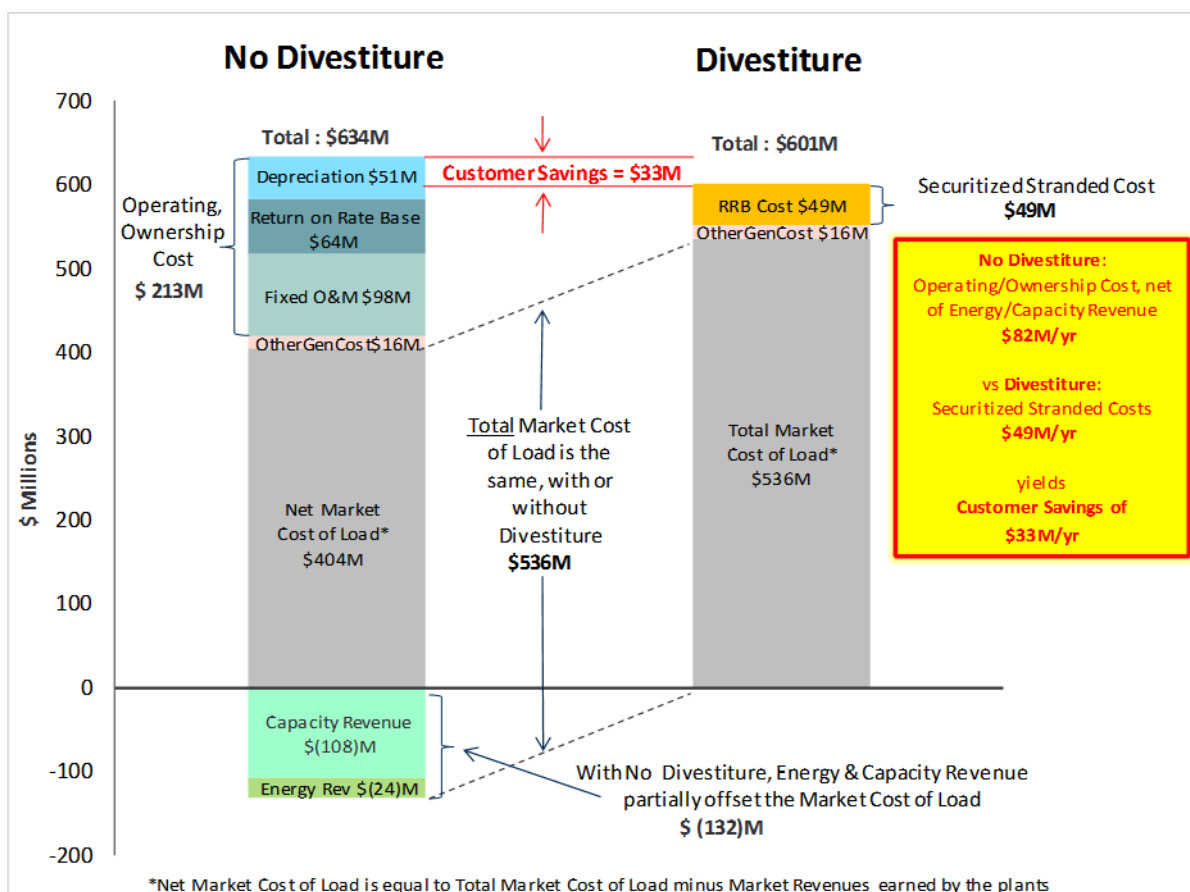 No Divestiture
Divestiture
700
600
500
400
300
200
100
0
-100
-200
$ Millions
Total : $634M
Total : $601M
Operating,
Ownership
Cost
$ 213M
Depreciation $51M
Return on Rate Base
$64M
Fixed O&M $98M
OtherGenCost$16M
Net Market
Cost of Load*
$404M
Capacity Revenue
$(108)M
Energy Rev $(24)M
Customer Savings = $33M
Total Market Cost
of Load is the
same, with or
without
Divestiture
$536M
RRB Cost $49M
OtherGenCost $16M
Total Market
Cost of Load*
$536M
Securitized Stranded Cost
$49M
No Divestiture:
Operating/Ownership Cost, net
of Energy/Capacity Revenue
$82M/yr
vs Divestiture:
Securitized Stranded Costs
$49M/yr
yields
Customer Savings of
$33M/yr
With No Divestiture, Energy & Capacity Revenue
partially offset the Market Cost of Load
$ (132)M
*Net Market Cost of Load is equal to Total Market Cost of Load minus Market Revenues earned by the plants